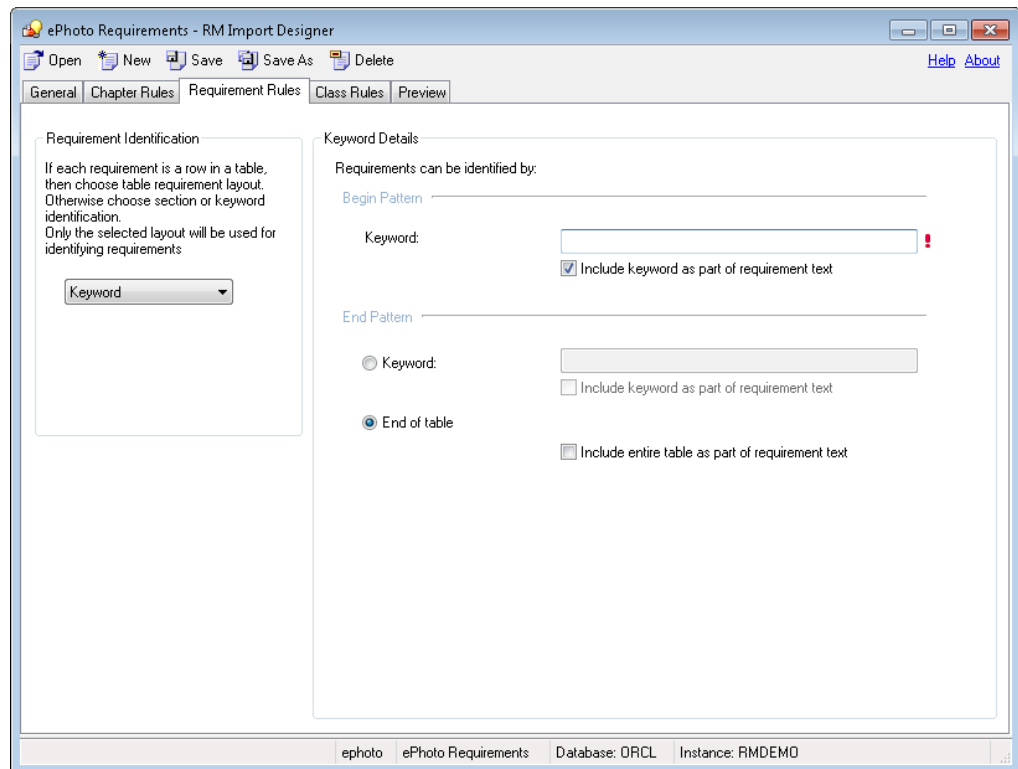 ePhoto Requirements - RM Import Designer
Open New Save Save As Delete Help About
General Chapter Rules Requirement Rules Class Rules Preview
Requirement Identification
If each requirement is a row in a table,
then choose table requirement layout.
Otherwise choose section or keyword
identification.
Only the selected layout will be used for
identifying requirements
Keyword
Keyword Details
Requirements can be identified by:
Begin Pattern
Keyword:
Include keyword as part of requirement text
End Pattern
Keyword:
Include keyword as part of requirement text
End of table
Include entire table as part of requirement text
ephoto ePhoto Requirements Database: ORCL Instance: RMDEMO